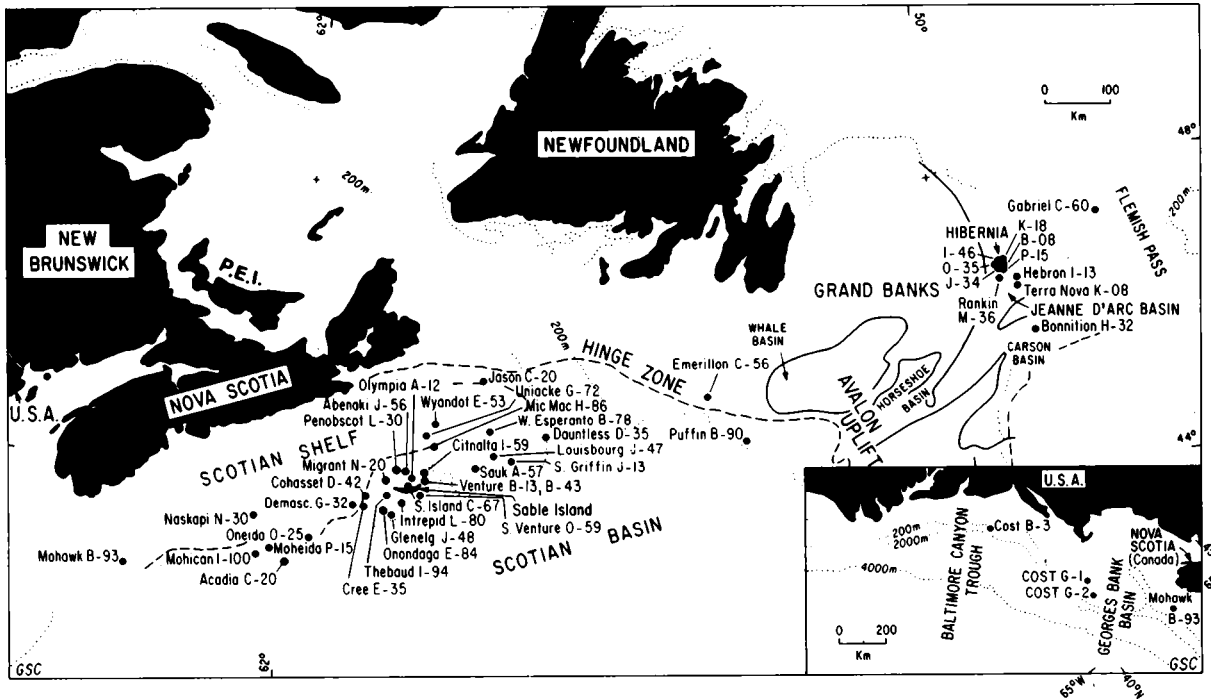 62°
50°
0 100
Km
48°
NEWFOUNDLAND
200m
FLEMISH PASS
200m
Gabriel C-60
NEW
BRUNSWICK
HIBERNIA
K-18
B-08
P-15
I-46
O-35
J-34
Hebron I-13
Terra Nova K-08
P.E.I.
GRAND BANKS
Rankin
M-36
JEANNE D'ARC BASIN
Bonnition H-32
WHALE
BASIN
CARSON
BASIN
200m
HINGE ZONE
Emerillon C-56
HORSESHOE
BASIN
AVALON
UPLIFT
NOVA SCOTIA
U.S.A.
Olympia A-12
Jason C-20
Uniacke G-72
Abenaki J-56
Wyandot E-53
Mic Mac H-86
Penobscot L-30
W. Esperanto B-78
Citnalta I-59
Dauntless D-35
Puffin B-90
44°
Louisbourg J-47
SCOTIAN SHELF
Migrant N-20
S. Griffin J-13
Sauk A-57
Cohasset D-42
Venture B-13, B-43
Demasc. G-32
S. Island C-67
Sable Island
Naskapi N-30
Intrepid L-80
S. Venture O-59
Oneida O-25
Glenelg J-48
SCOTIAN BASIN
Moheida P-15
Onondaga E-84
Mohawk B-93
Mohican I-100
Thebaud I-94
Acadia C-20
Cree E-35
GSC
62°
U.S.A.
Cost B-3
200m
2000m
NOVA
SCOTIA
(Canada)
4000m
BALTIMORE CANYON
TROUGH
COST G-1
COST G-2
GEORGES BANK
BASIN
Mohawk
B-93
0 200
Km
GSC
65°W
40°N